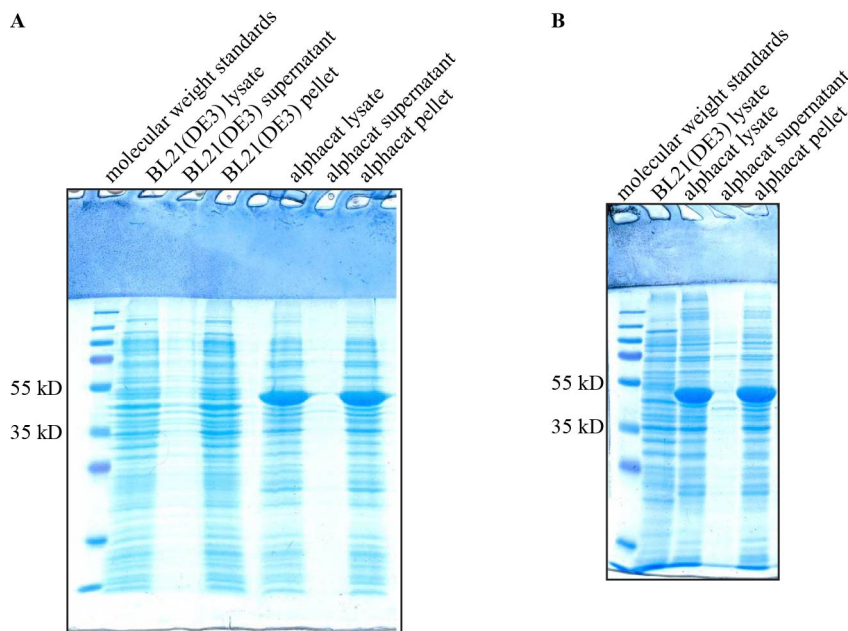 A
molecular weight standards
BL21(DE3) lysate
BL21(DE3) supernatant
BL21(DE3) pellet
alphacat lysate
alphacat supernatant
alphacat pellet
55 kD
35 kD
B
molecular weight standards
BL21(DE3) lysate
alphacat lysate
alphacat supernatant
alphacat pellet
55 kD
35 kD